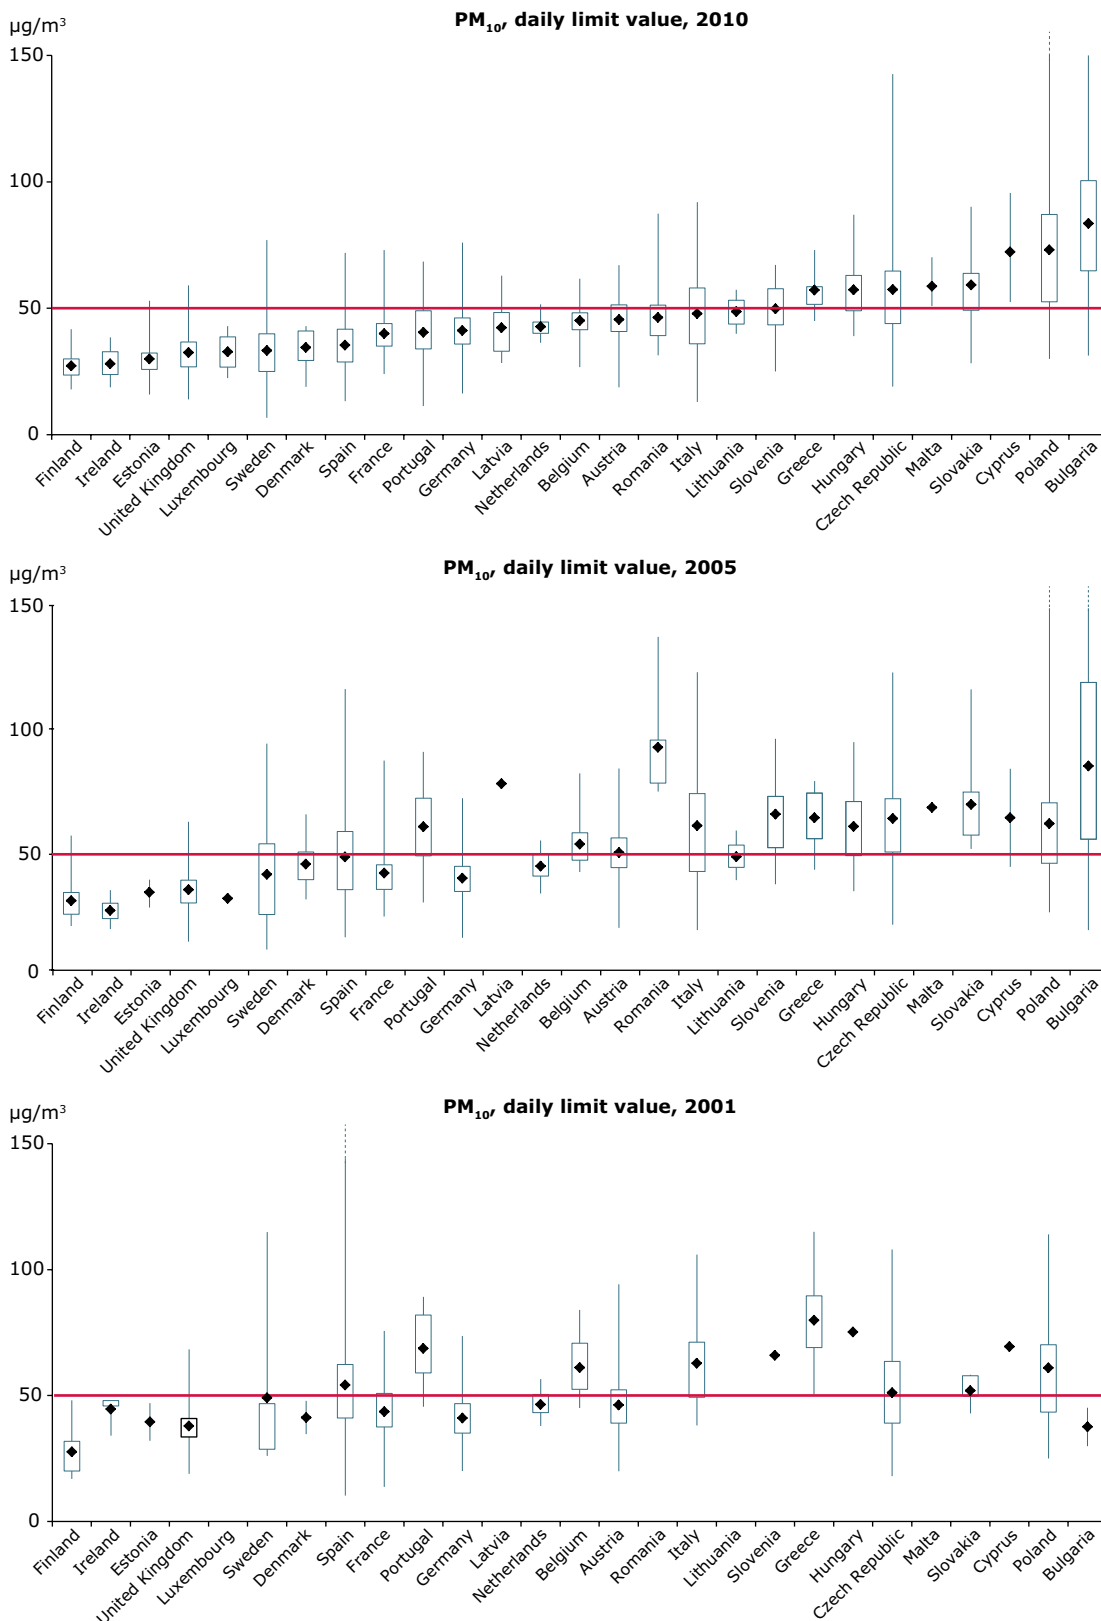 µg/m³
PM₁₀, daily limit value, 2010
150
100
50
0
Finland
Ireland
Estonia
United Kingdom
Luxembourg
Sweden
Denmark
Spain
France
Portugal
Germany
Latvia
Netherlands
Belgium
Austria
Romania
Italy
Lithuania
Slovenia
Greece
Hungary
Czech Republic
Malta
Slovakia
Cyprus
Poland
Bulgaria
µg/m³
PM₁₀, daily limit value, 2005
150
100
50
0
Finland
Ireland
Estonia
United Kingdom
Luxembourg
Sweden
Denmark
Spain
France
Portugal
Germany
Latvia
Netherlands
Belgium
Austria
Romania
Italy
Lithuania
Slovenia
Greece
Hungary
Czech Republic
Malta
Slovakia
Cyprus
Poland
Bulgaria
µg/m³
PM₁₀, daily limit value, 2001
150
100
50
0
Finland
Ireland
Estonia
United Kingdom
Luxembourg
Sweden
Denmark
Spain
France
Portugal
Germany
Latvia
Netherlands
Belgium
Austria
Romania
Italy
Lithuania
Slovenia
Greece
Hungary
Czech Republic
Malta
Slovakia
Cyprus
Poland
Bulgaria